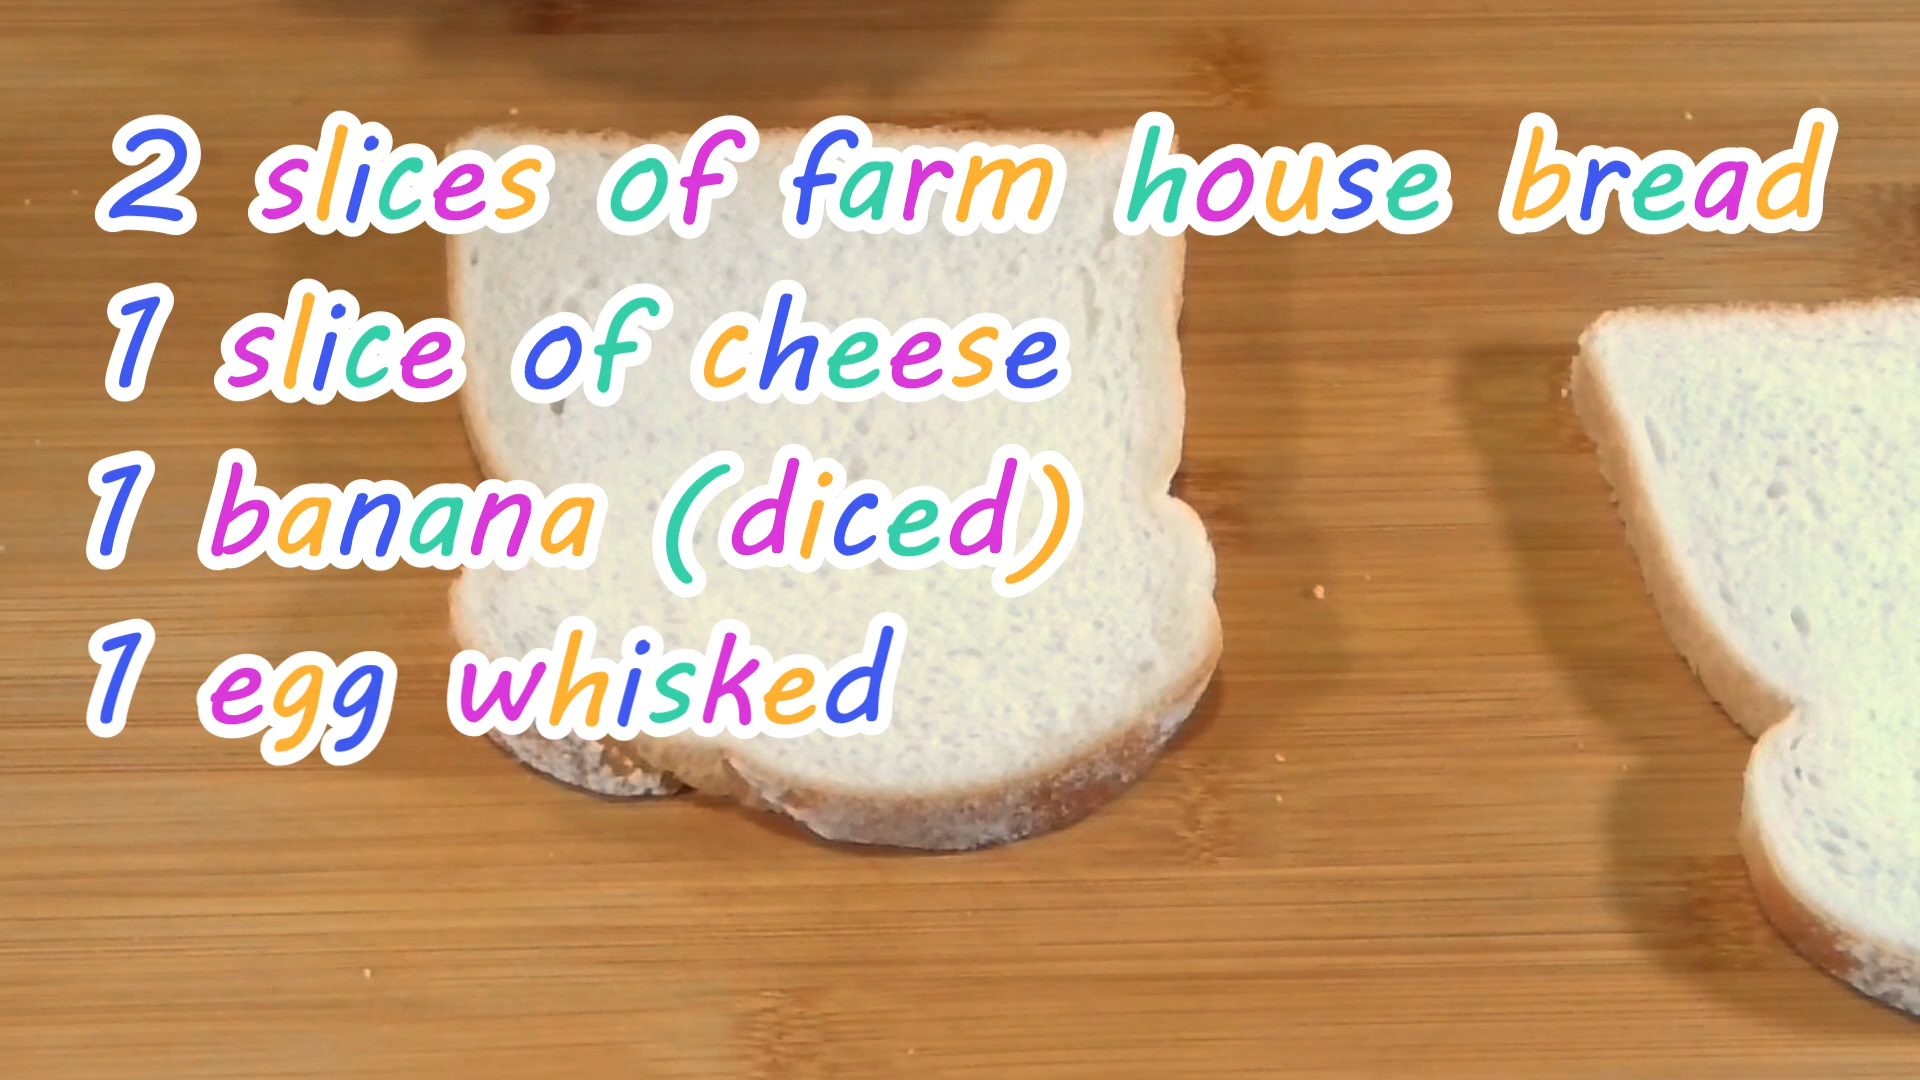 2 slices of farm house bread
1 slice of cheese
1 banana (diced)
1 egg whisked